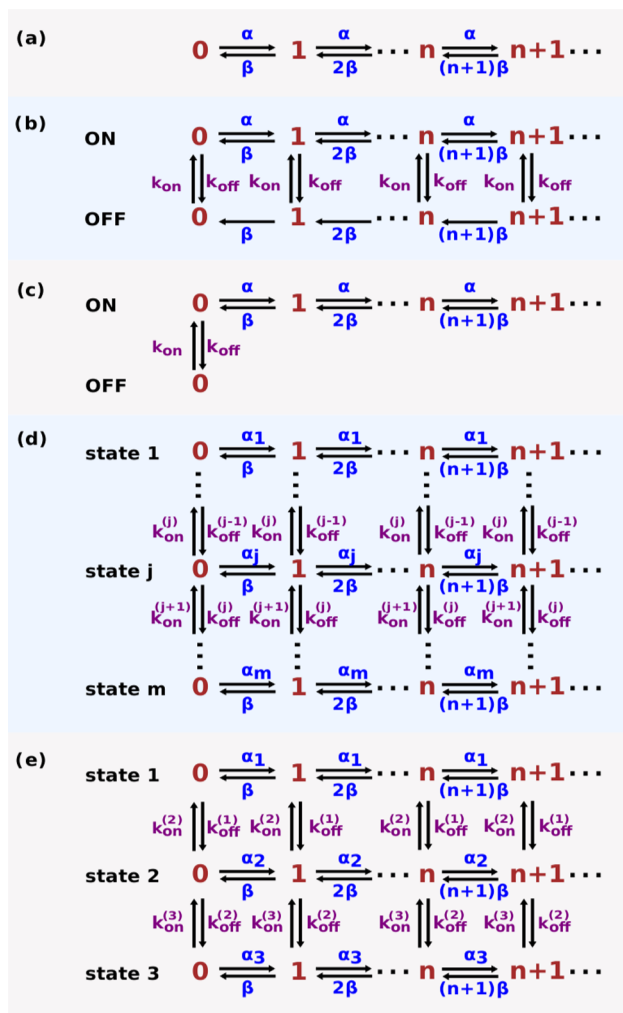 (a) 0 α β 1 α 2β ... n α (n+1)β n+1 ...
(b)
ON 0 α β 1 α 2β ... n α (n+1)β n+1 ...
kon koff kon koff kon koff kon koff
OFF 0 β 1 2β ... n (n+1)β n+1 ...
(c)
ON 0 α β 1 α 2β ... n α (n+1)β n+1 ...
kon koff
OFF 0
(d)
state 1 0 α1 β 1 α1 2β ... n α1 (n+1)β n+1 ...
kon(j) koff(j-1) kon(j) koff(j-1) kon(j) koff(j-1) kon(j) koff(j-1)
state j 0 αj β 1 αj 2β ... n αj (n+1)β n+1 ...
kon(j+1) koff(j) kon(j+1) koff(j) kon(j+1) koff(j) kon(j+1) koff(j)
state m 0 αm β 1 αm 2β ... n αm (n+1)β n+1 ...
(e)
state 1 0 α1 β 1 α1 2β ... n α1 (n+1)β n+1 ...
kon(2) koff(1) kon(2) koff(1) kon(2) koff(1) kon(2) koff(1)
state 2 0 α2 β 1 α2 2β ... n α2 (n+1)β n+1 ...
kon(3) koff(2) kon(3) koff(2) kon(3) koff(2) kon(3) koff(2)
state 3 0 α3 β 1 α3 2β ... n α3 (n+1)β n+1 ...